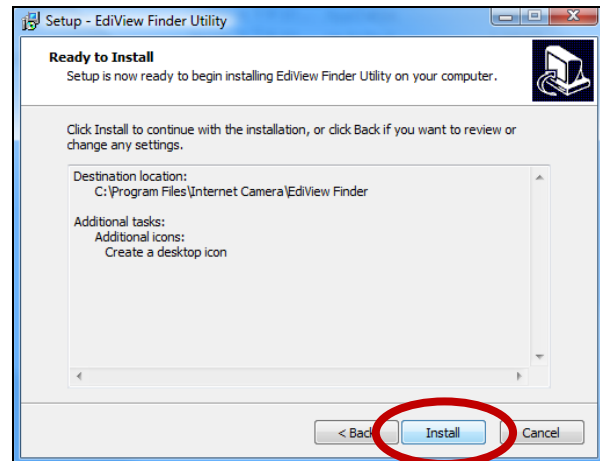 Setup - EdiView Finder Utility
Ready to Install
Setup is now ready to begin installing EdiView Finder Utility on your computer.
Click Install to continue with the installation, or click Back if you want to review or
change any settings.
Destination location:
C:\Program Files\Internet Camera\EdiView Finder
Additional tasks:
Additional icons:
Create a desktop icon
< Back Install Cancel